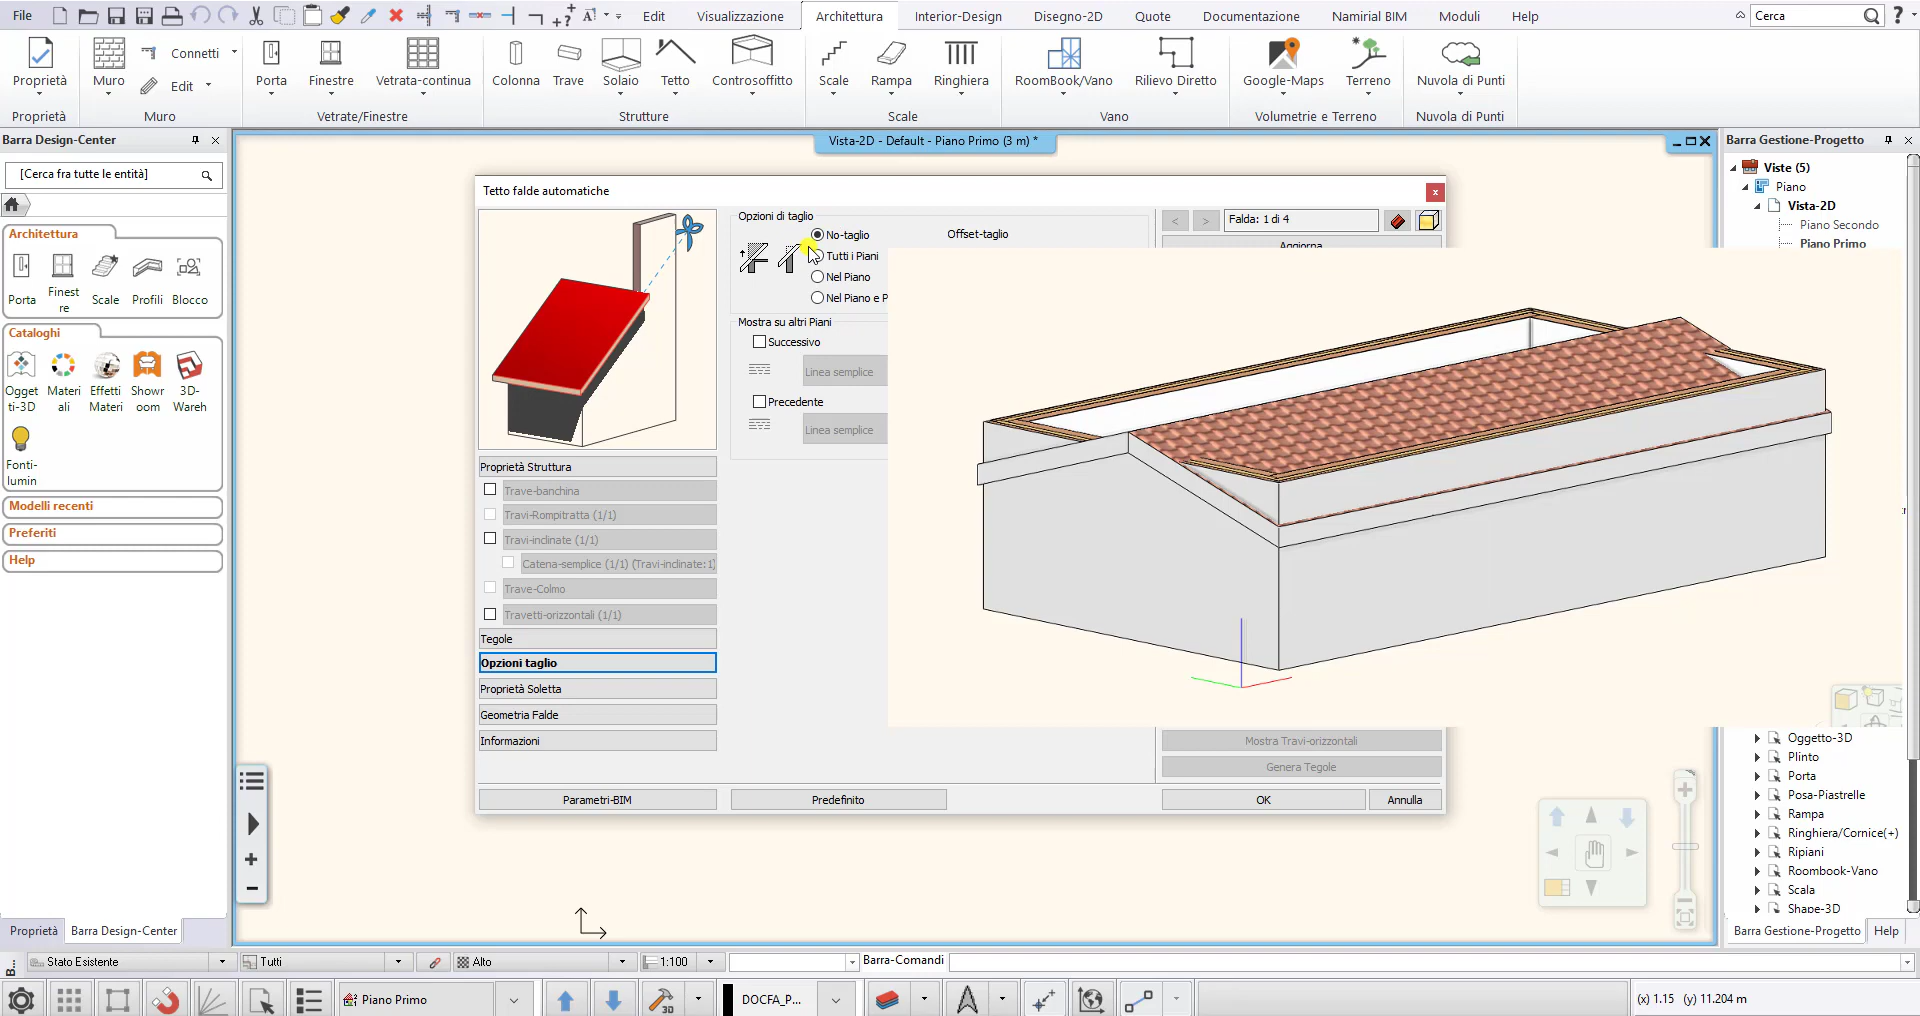 File
Edit
Visualizzazione
Architettura
Interior-Design
Disegno-2D
Quote
Documentazione
Namirial BIM
Moduli
Help
Cerca
Proprietà
Muro
Connetti
Edit
Porta
Finestre
Vetrata-continua
Colonna
Trave
Solaio
Tetto
Controsoffitto
Scale
Rampa
Ringhiera
RoomBook/Vano
Rilievo Diretto
Google-Maps
Terreno
Nuvola di Punti
Proprietà
Muro
Vetrate/Finestre
Strutture
Scale
Vano
Volumetrie e Terreno
Nuvola di Punti
Barra Design-Center
[Cerca fra tutte le entità]
Architettura
Porta
Finest
re
Scale
Profili
Blocco
Cataloghi
Ogget
ti-3D
Materi
ali
Effetti
Materi
Showr
oom
3D-
Wareh
Fonti-
lumin
Modelli recenti
Preferiti
Help
Proprietà
Barra Design-Center
Vista-2D - Default - Piano Primo (3 m) *
Tetto falde automatiche
Proprietà Struttura
Trave-banchina
Travi-Rompitratta (1/1)
Travi-inclinate (1/1)
Catena-semplice (1/1) (Travi-inclinate:1)
Trave-Colmo
Travetti-orizzontali (1/1)
Tegole
Opzioni taglio
Proprietà Soletta
Geometria Falde
Informazioni
Parametri-BIM
Opzioni di taglio
No-taglio
Tutti i Piani
Nel Piano
Nel Piano e P
Offset-taglio
Mostra su altri Piani
Successivo
Linea semplice
Precedente
Linea semplice
Predefinito
<
>
Falda: 1 di 4
Aggiorna
Mostra Travi-orizzontali
Genera Tegole
OK
Annulla
Barra Gestione-Progetto
Viste (5)
Piano
Vista-2D
Piano Secondo
Piano Primo
Oggetto-3D
Plinto
Porta
Posa-Piastrelle
Rampa
Ringhiera/Cornice(+)
Ripiani
Roombook-Vano
Scala
Shape-3D
Barra Gestione-Progetto
Help
B...
Stato Esistente
Tutti
Alto
1:100
Barra-Comandi
Piano Primo
3D
DOCFA_P...
(x) 1.15 (y) 11.204 m